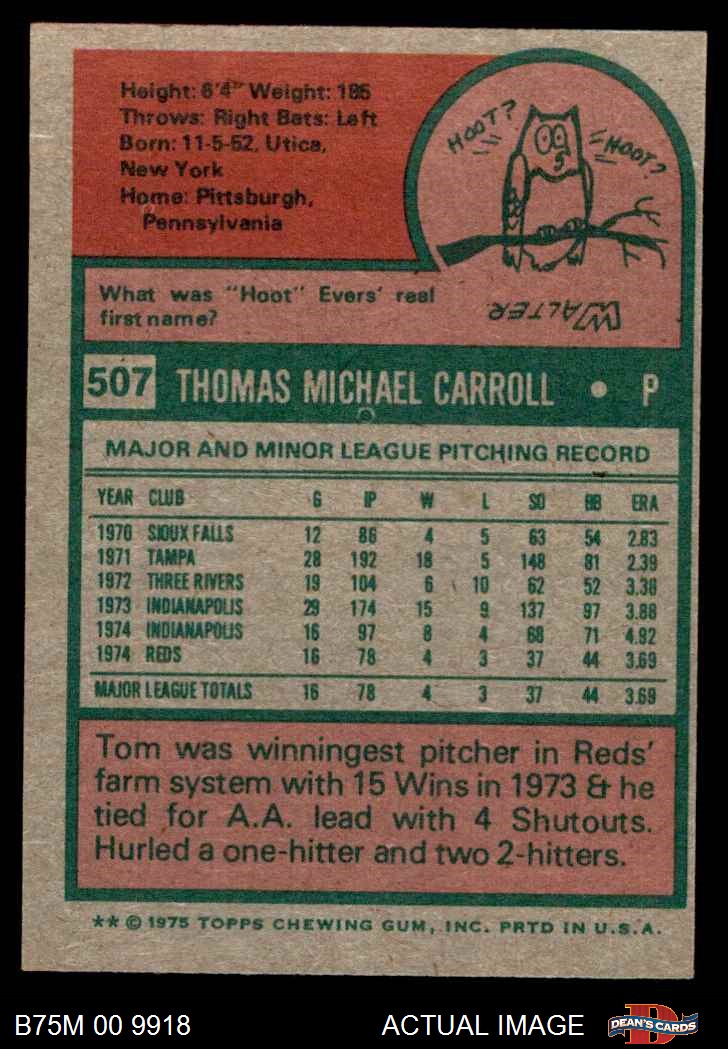 Height: 6'4" Weight: 185
Throws: Right Bats: Left
Born: 11-5-52, Utica,
New York
Home: Pittsburgh,
Pennsylvania
HOOT?
HOOT?
What was "Hoot" Evers' real
first name?
WALTER
507 THOMAS MICHAEL CARROLL • P
MAJOR AND MINOR LEAGUE PITCHING RECORD
YEAR CLUB G IP W L SO BB ERA
1970 SIOUX FALLS 12 86 4 5 63 54 2.83
1971 TAMPA 28 192 18 5 148 81 2.39
1972 THREE RIVERS 19 104 6 10 62 52 3.38
1973 INDIANAPOLIS 29 174 15 9 137 97 3.88
1974 INDIANAPOLIS 16 97 8 4 68 71 4.92
1974 REDS 16 78 4 3 37 44 3.69
MAJOR LEAGUE TOTALS 16 78 4 3 37 44 3.69
Tom was winningest pitcher in Reds'
farm system with 15 Wins in 1973 & he
tied for A.A. lead with 4 Shutouts.
Hurled a one-hitter and two 2-hitters.
** © 1975 TOPPS CHEWING GUM, INC. PRTD IN U.S.A.
B75M 00 9918 ACTUAL IMAGE DEAN'S CARDS